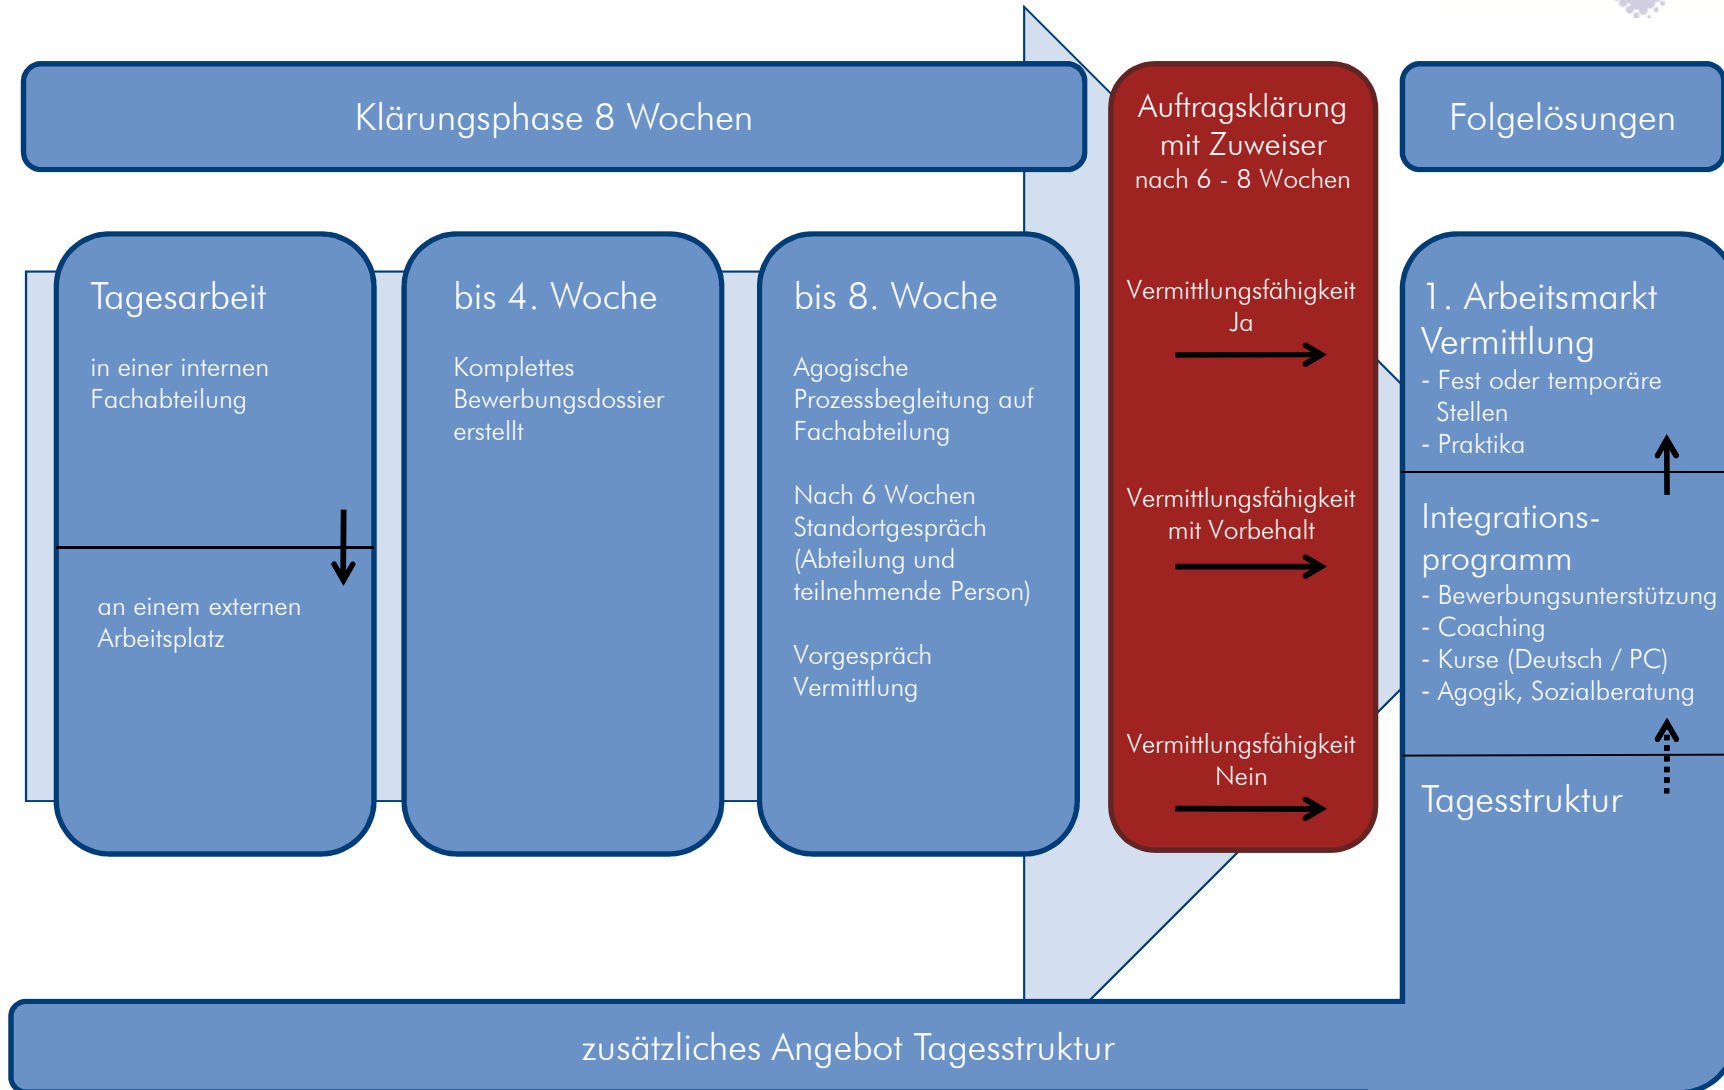 Klärungsphase 8 Wochen
Auftragsklärung
mit Zuweiser
nach 6 - 8 Wochen
Folgelösungen
Tagesarbeit
in einer internen
Fachabteilung
an einem externen
Arbeitsplatz
bis 4. Woche
Komplettes
Bewerbungsdossier
erstellt
bis 8. Woche
Agogische
Prozessbegleitung auf
Fachabteilung
Nach 6 Wochen
Standortgespräch
(Abteilung und
teilnehmende Person)
Vorgespräch
Vermittlung
Vermittlungsfähigkeit
Ja
Vermittlungsfähigkeit
mit Vorbehalt
Vermittlungsfähigkeit
Nein
1. Arbeitsmarkt
Vermittlung
- Fest oder temporäre
Stellen
- Praktika
Integrations-
programm
- Bewerbungsunterstützung
- Coaching
- Kurse (Deutsch / PC)
- Agogik, Sozialberatung
Tagesstruktur
zusätzliches Angebot Tagesstruktur